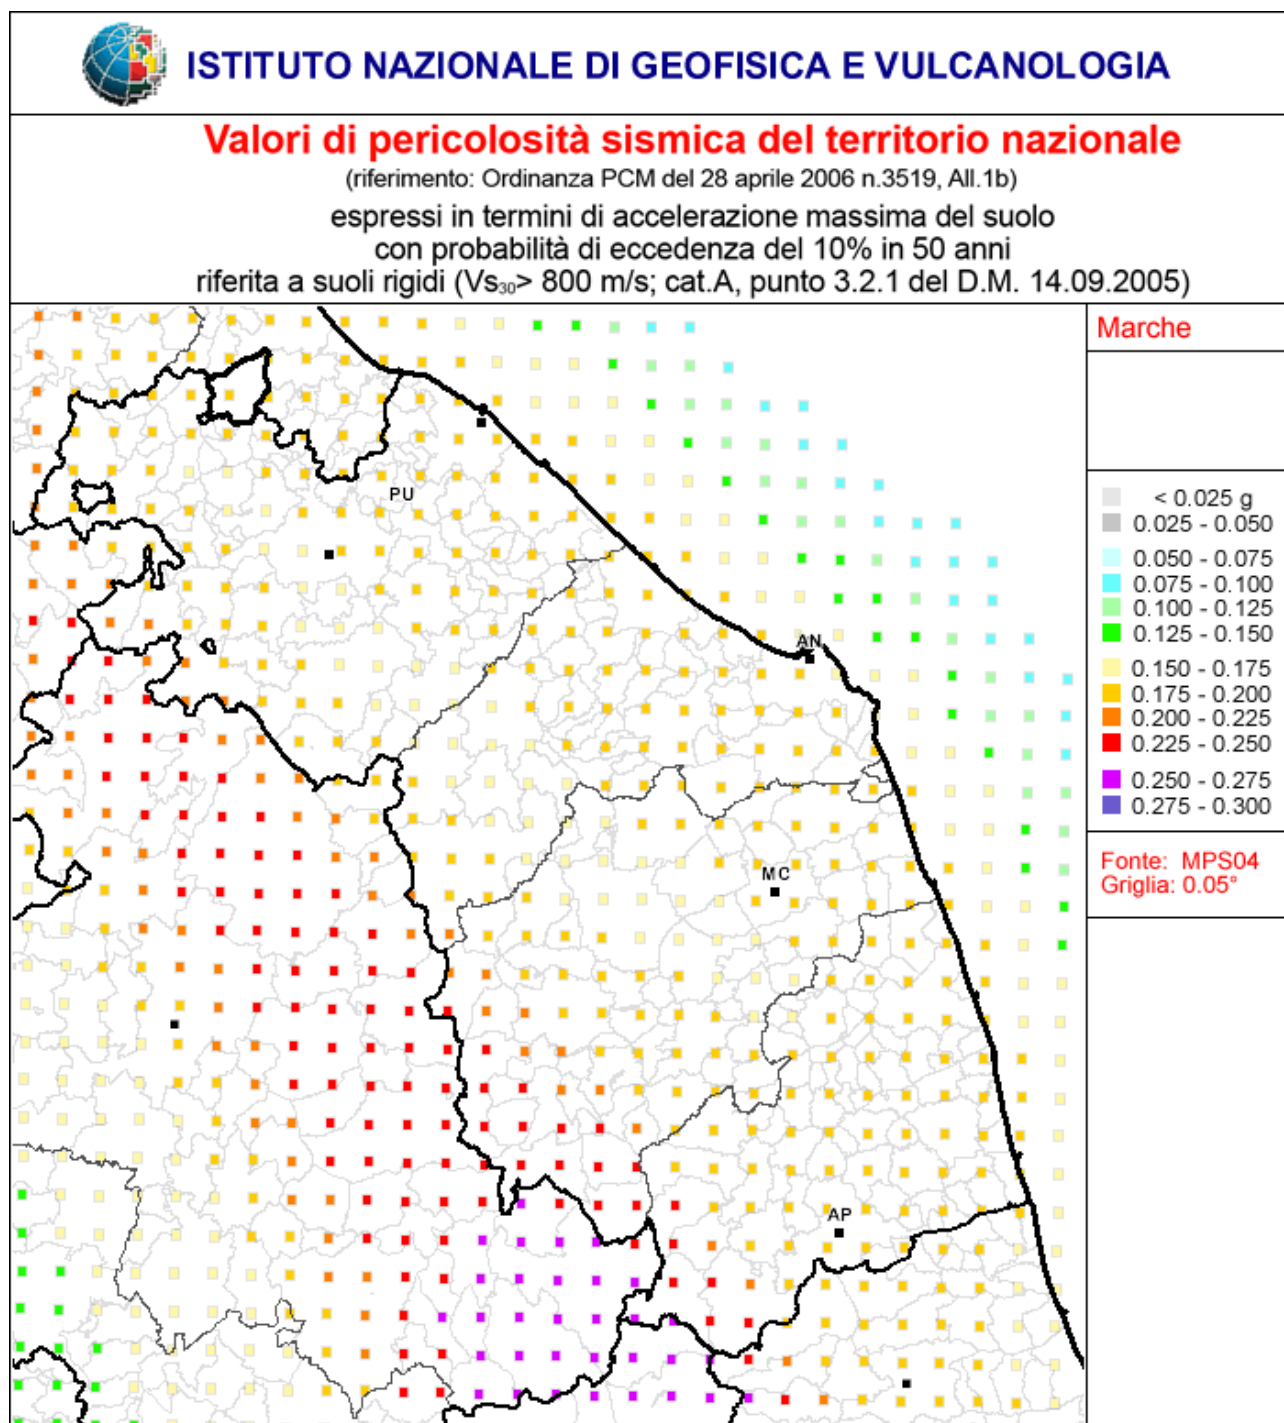 ISTITUTO NAZIONALE DI GEOFISICA E VULCANOLOGIA
Valori di pericolosità sismica del territorio nazionale
(riferimento: Ordinanza PCM del 28 aprile 2006 n.3519, All.1b)
espressi in termini di accelerazione massima del suolo
con probabilità di eccedenza del 10% in 50 anni
riferita a suoli rigidi (Vs30> 800 m/s; cat.A, punto 3.2.1 del D.M. 14.09.2005)
Marche
< 0.025 g
0.025 - 0.050
0.050 - 0.075
0.075 - 0.100
0.100 - 0.125
0.125 - 0.150
0.150 - 0.175
0.175 - 0.200
0.200 - 0.225
0.225 - 0.250
0.250 - 0.275
0.275 - 0.300
Fonte: MPS04
Griglia: 0.05°
PU
AN
MC
AP